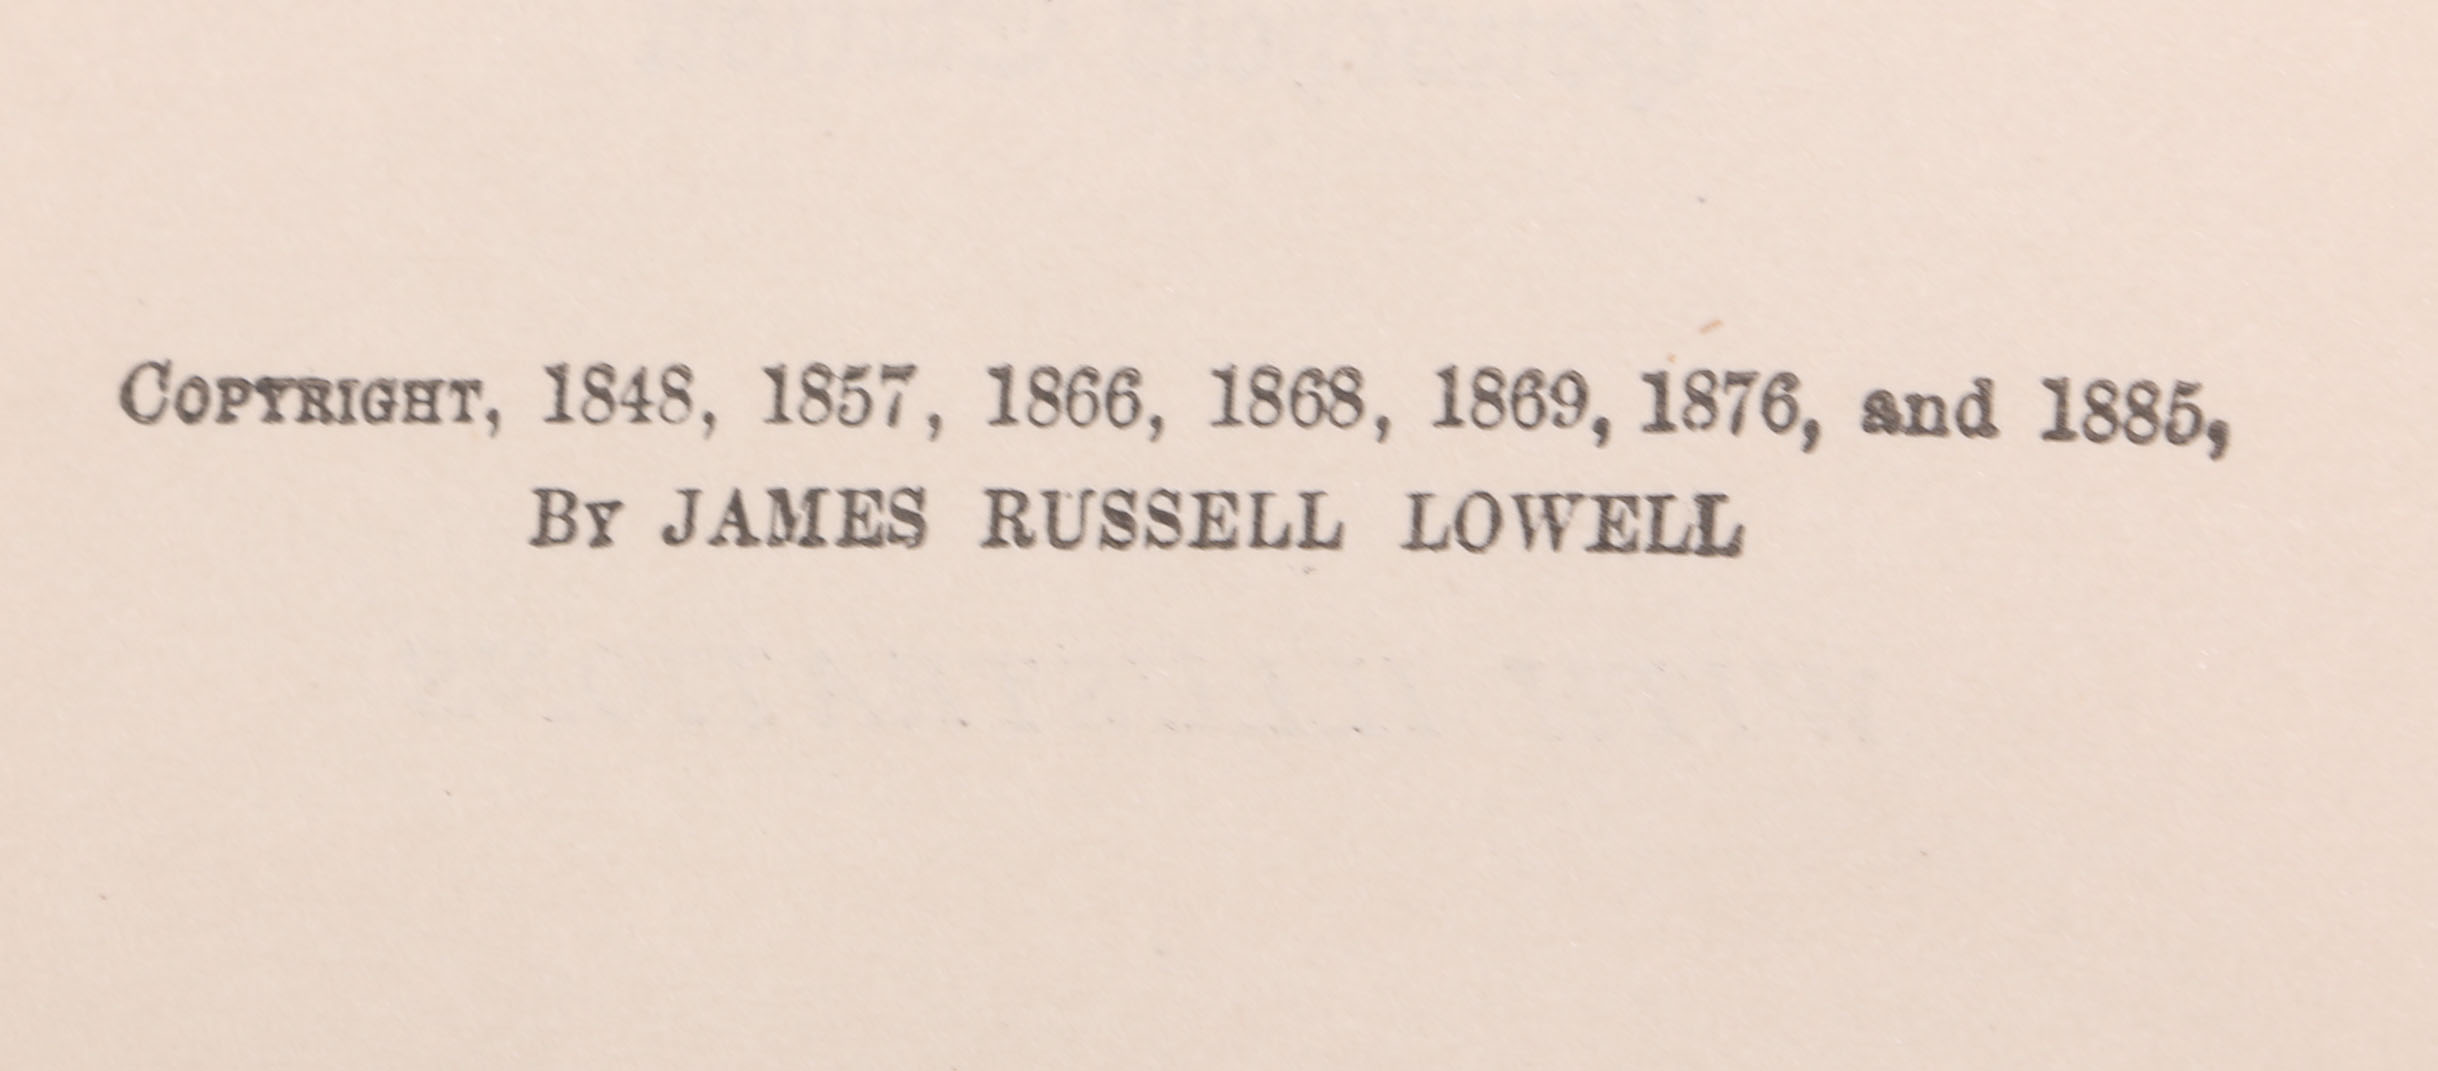 Copyright, 1848, 1857, 1866, 1868, 1869, 1876, and 1885,
By JAMES RUSSELL LOWELL